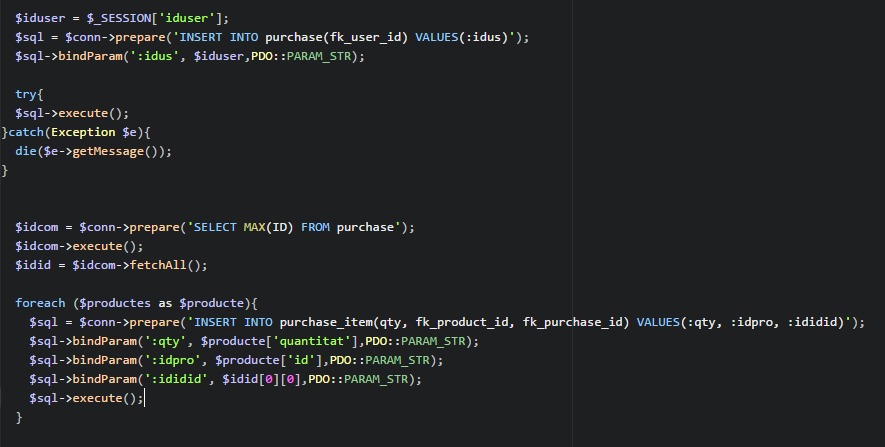 $iduser = $_SESSION['iduser'];
$sql = $conn->prepare('INSERT INTO purchase(fk_user_id) VALUES(:idus)');
$sql->bindParam(':idus', $iduser,PDO::PARAM_STR);
try{
$sql->execute();
}catch(Exception $e){
die($e->getMessage());
}
$idcom = $conn->prepare('SELECT MAX(ID) FROM purchase');
$idcom->execute();
$idid = $idcom->fetchAll();
foreach ($productes as $producte){
$sql = $conn->prepare('INSERT INTO purchase_item(qty, fk_product_id, fk_purchase_id) VALUES(:qty, :idpro, :ididid)');
$sql->bindParam(':qty', $producte['quantitat'],PDO::PARAM_STR);
$sql->bindParam(':idpro', $producte['id'],PDO::PARAM_STR);
$sql->bindParam(':ididid', $idid[0][0],PDO::PARAM_STR);
$sql->execute();
}